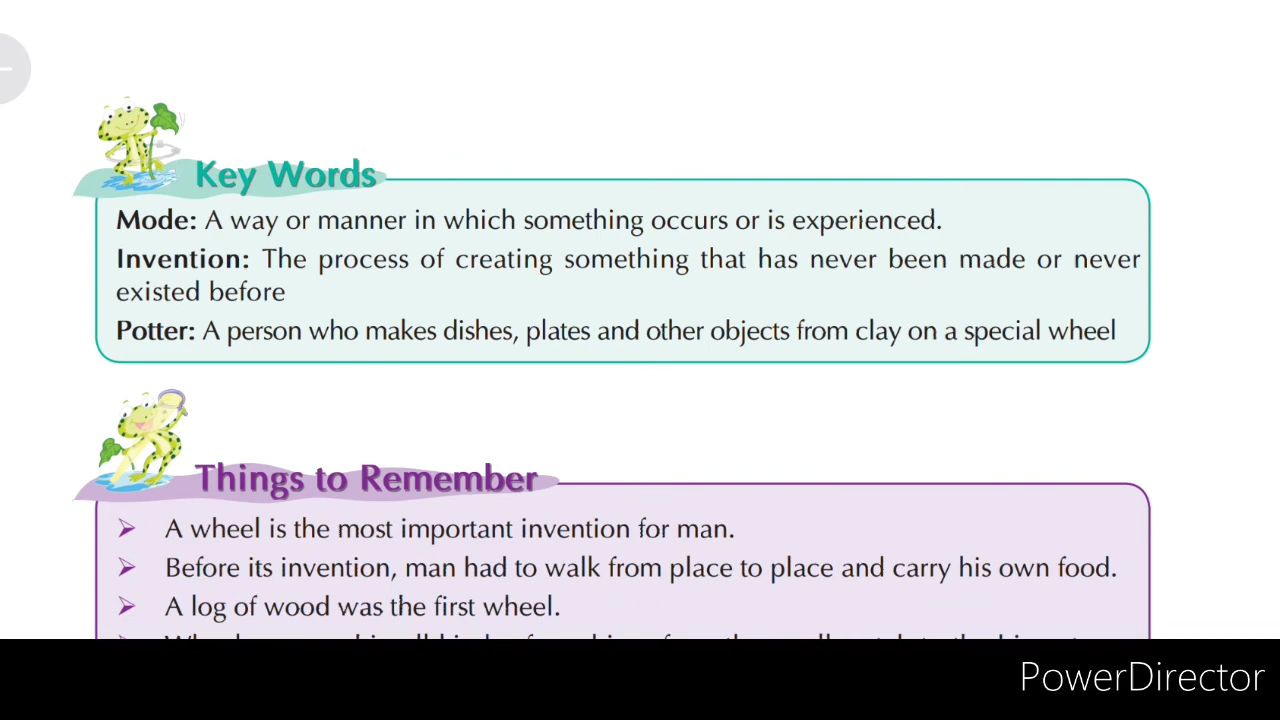 Key Words
Mode: A way or manner in which something occurs or is experienced.
Invention: The process of creating something that has never been made or never
existed before
Potter: A person who makes dishes, plates and other objects from clay on a special wheel
Things to Remember
➢ A wheel is the most important invention for man.
➢ Before its invention, man had to walk from place to place and carry his own food.
➢ A log of wood was the first wheel.
PowerDirector